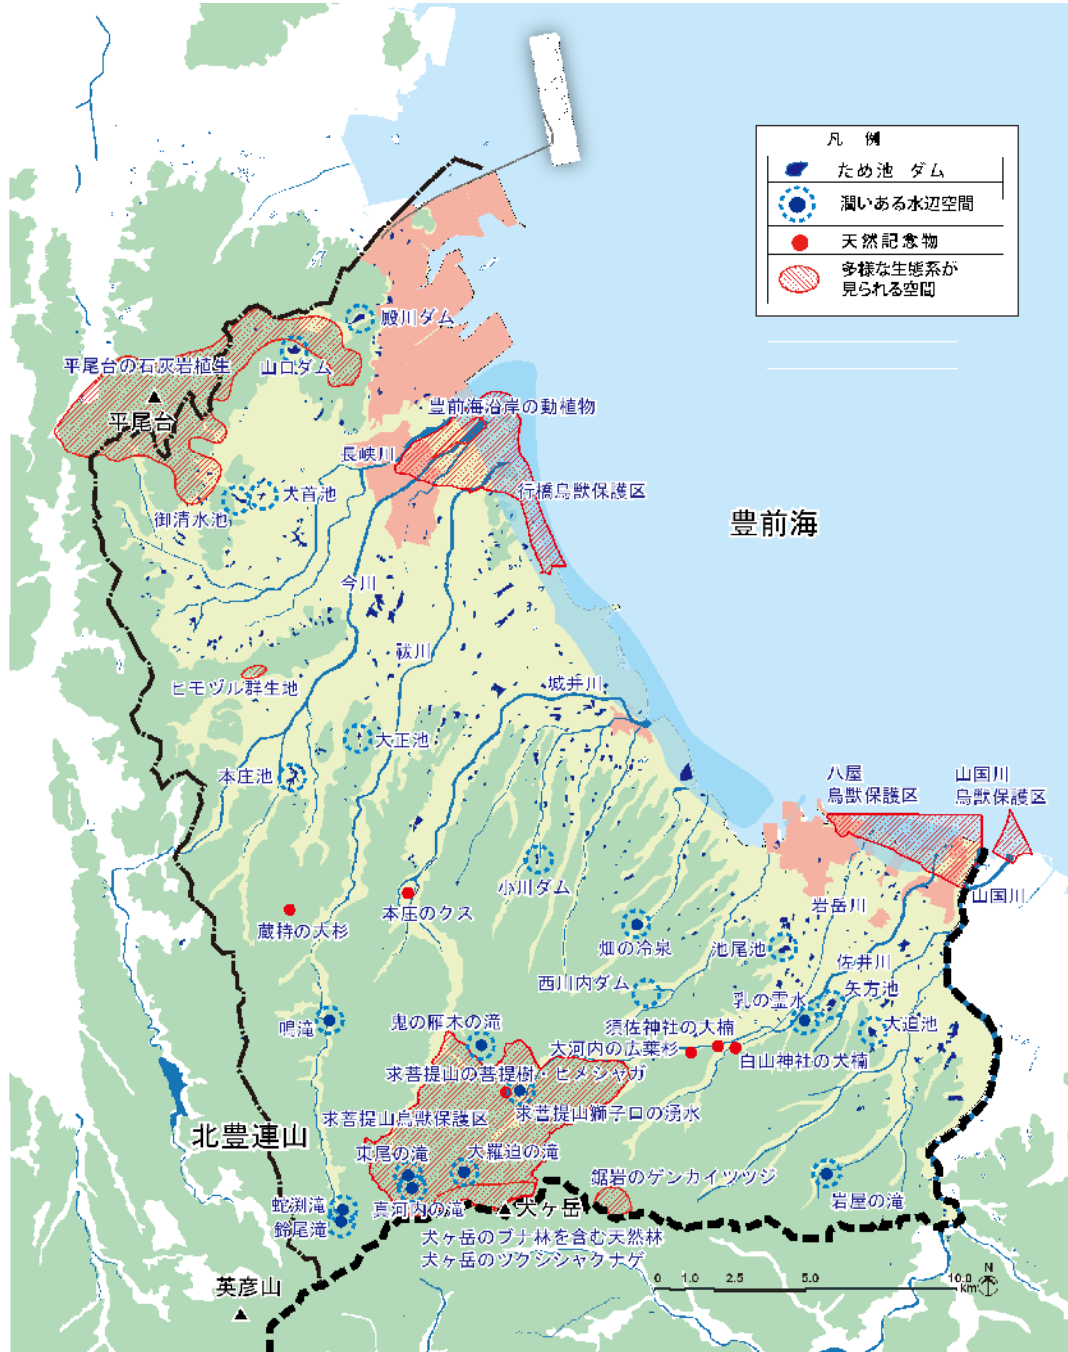 凡 例
ため池 ダム
潤いある水辺空間
天然記念物
多様な生態系が
見られる空間
殿川ダム
平尾台の石灰岩植生
山口ダム
平尾台
豊前海沿岸の動植物
長峡川
行橋鳥獣保護区
犬首池
御清水池
豊前海
今川
祓川
ヒモヅル群生地
城井川
大正池
本庄池
八屋
鳥獣保護区
山国川
鳥獣保護区
小川ダム
本庄のクス
岩岳川
山国川
蔵持の大杉
畑の冷泉
池尾池
佐井川
西川内ダム
矢方池
乳の霊水
鳴滝
鬼の雁木の滝
須佐神社の大楠
大迫池
大河内の広葉杉
白山神社の大楠
求菩提山の菩提樹・ヒメシャガ
求菩提山鳥獣保護区
求菩提山獅子口の湧水
北豊連山
東尾の滝
大羅迫の滝
鋸岩のゲンカイツツジ
岩屋の滝
蛇渕滝
真河内の滝
犬ヶ岳
鈴尾滝
犬ヶ岳のブナ林を含む天然林
犬ヶ岳のツクシシャクナゲ
英彦山
0 1.0 2.5 5.0 10.0
km
N